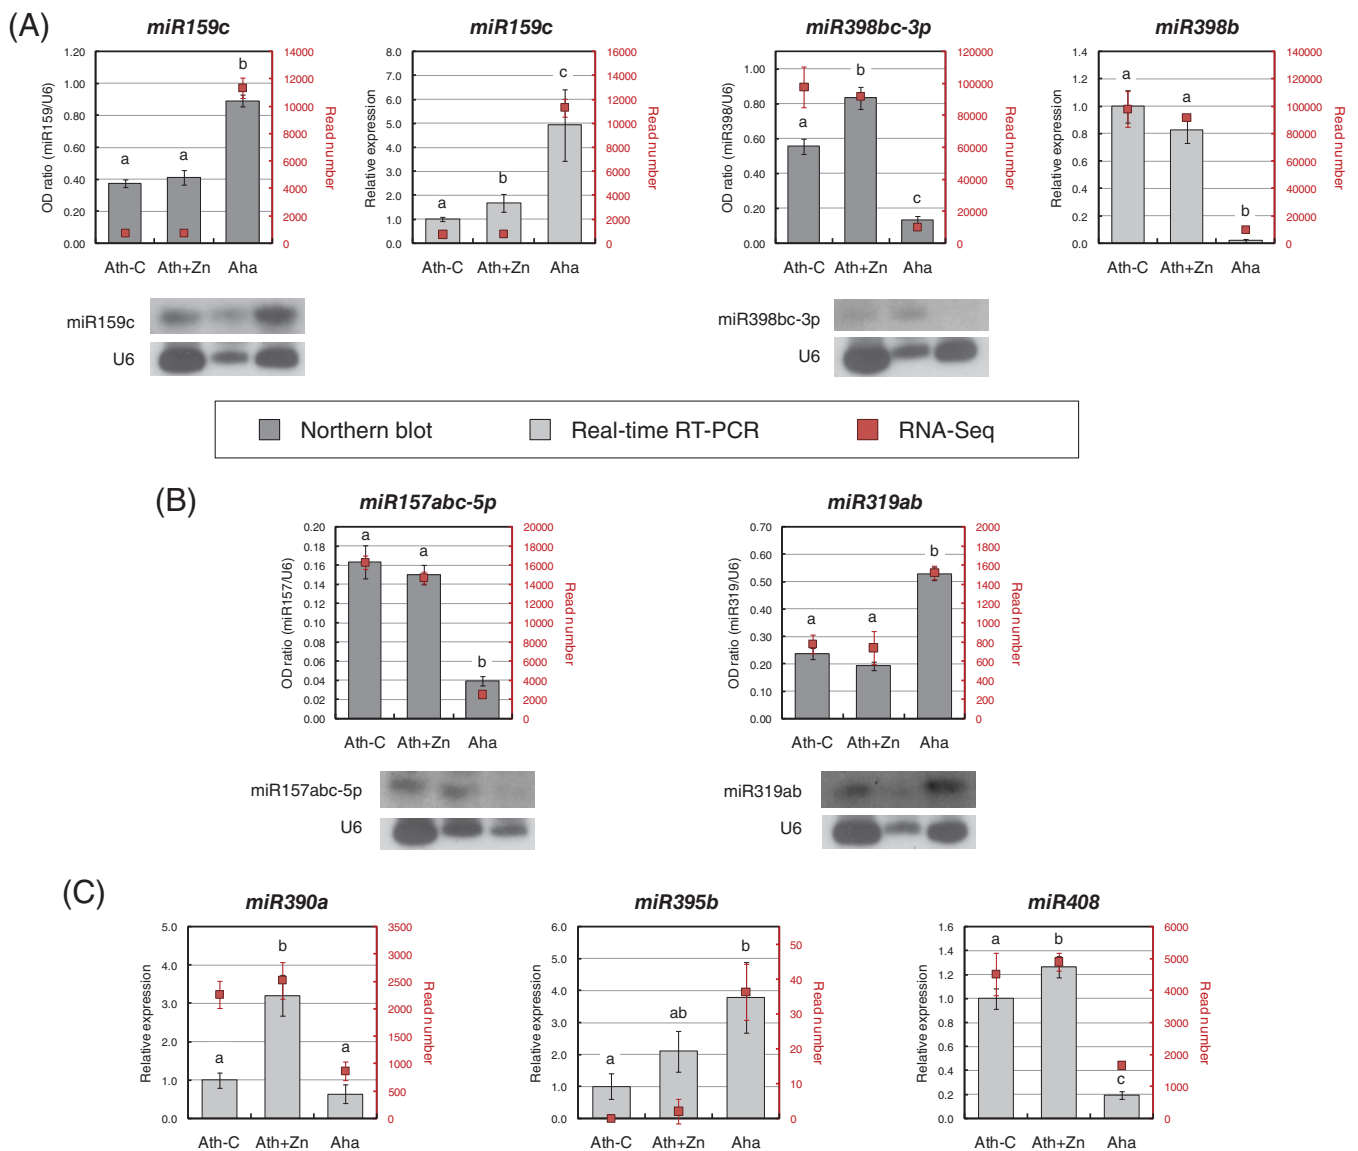 (A)
miR159c
miR159c
miR398bc-3p
miR398b
OD ratio (miR159/U6)
1.20
1.00
0.80
0.60
0.40
0.20
0.00
a
a
b
14000
12000
10000
8000
6000
4000
2000
0
Read number
Ath-C Ath+Zn Aha
Relative expression
8.0
7.0
6.0
5.0
4.0
3.0
2.0
1.0
0.0
a
b
c
16000
14000
12000
10000
8000
6000
4000
2000
0
Read number
Ath-C Ath+Zn Aha
OD ratio (miR398/U6)
1.00
0.80
0.60
0.40
0.20
0.00
a
b
c
120000
100000
80000
60000
40000
20000
0
Read number
Ath-C Ath+Zn Aha
Relative expression
1.4
1.2
1.0
0.8
0.6
0.4
0.2
0.0
a
a
b
140000
120000
100000
80000
60000
40000
20000
0
Read number
Ath-C Ath+Zn Aha
miR159c
U6
miR398bc-3p
U6
Northern blot Real-time RT-PCR RNA-Seq
(B)
miR157abc-5p
miR319ab
OD ratio (miR157/U6)
0.20
0.18
0.16
0.14
0.12
0.10
0.08
0.06
0.04
0.02
0.00
a
a
b
20000
18000
16000
14000
12000
10000
8000
6000
4000
2000
0
Read number
Ath-C Ath+Zn Aha
OD ratio (miR319/U6)
0.70
0.60
0.50
0.40
0.30
0.20
0.10
0.00
a
a
b
2000
1800
1600
1400
1200
1000
800
600
400
200
0
Read number
Ath-C Ath+Zn Aha
miR157abc-5p
U6
miR319ab
U6
(C)
miR390a
miR395b
miR408
Relative expression
5.0
4.0
3.0
2.0
1.0
0.0
a
b
a
3500
3000
2500
2000
1500
1000
500
0
Read number
Ath-C Ath+Zn Aha
Relative expression
6.0
5.0
4.0
3.0
2.0
1.0
0.0
a
ab
b
50
40
30
20
10
0
Read number
Ath-C Ath+Zn Aha
Relative expression
1.6
1.4
1.2
1.0
0.8
0.6
0.4
0.2
0.0
a
b
c
6000
5000
4000
3000
2000
1000
0
Read number
Ath-C Ath+Zn Aha